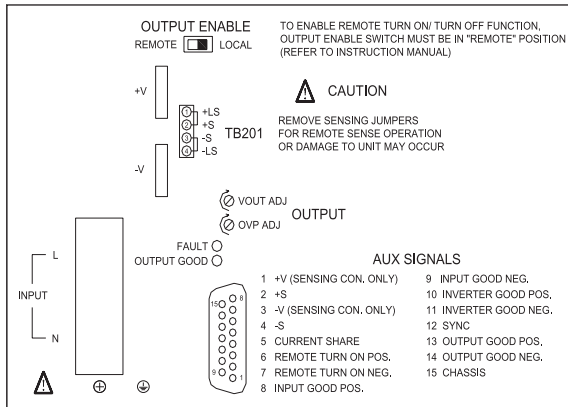 OUTPUT ENABLE
REMOTE LOCAL
TO ENABLE REMOTE TURN ON/ TURN OFF FUNCTION,
OUTPUT ENABLE SWITCH MUST BE IN "REMOTE" POSITION
(REFER TO INSTRUCTION MANUAL)
CAUTION
REMOVE SENSING JUMPERS
FOR REMOTE SENSE OPERATION
OR DAMAGE TO UNIT MAY OCCUR
+V
1 +LS
2 +S
3 -S
4 -LS
TB201
-V
VOUT ADJ
OVP ADJ
OUTPUT
FAULT
OUTPUT GOOD
L
INPUT
N
15 8
9 1
AUX SIGNALS
1 +V (SENSING CON. ONLY)
2 +S
3 -V (SENSING CON. ONLY)
4 -S
5 CURRENT SHARE
6 REMOTE TURN ON POS.
7 REMOTE TURN ON NEG.
8 INPUT GOOD POS.
9 INPUT GOOD NEG.
10 INVERTER GOOD POS.
11 INVERTER GOOD NEG.
12 SYNC
13 OUTPUT GOOD POS.
14 OUTPUT GOOD NEG.
15 CHASSIS